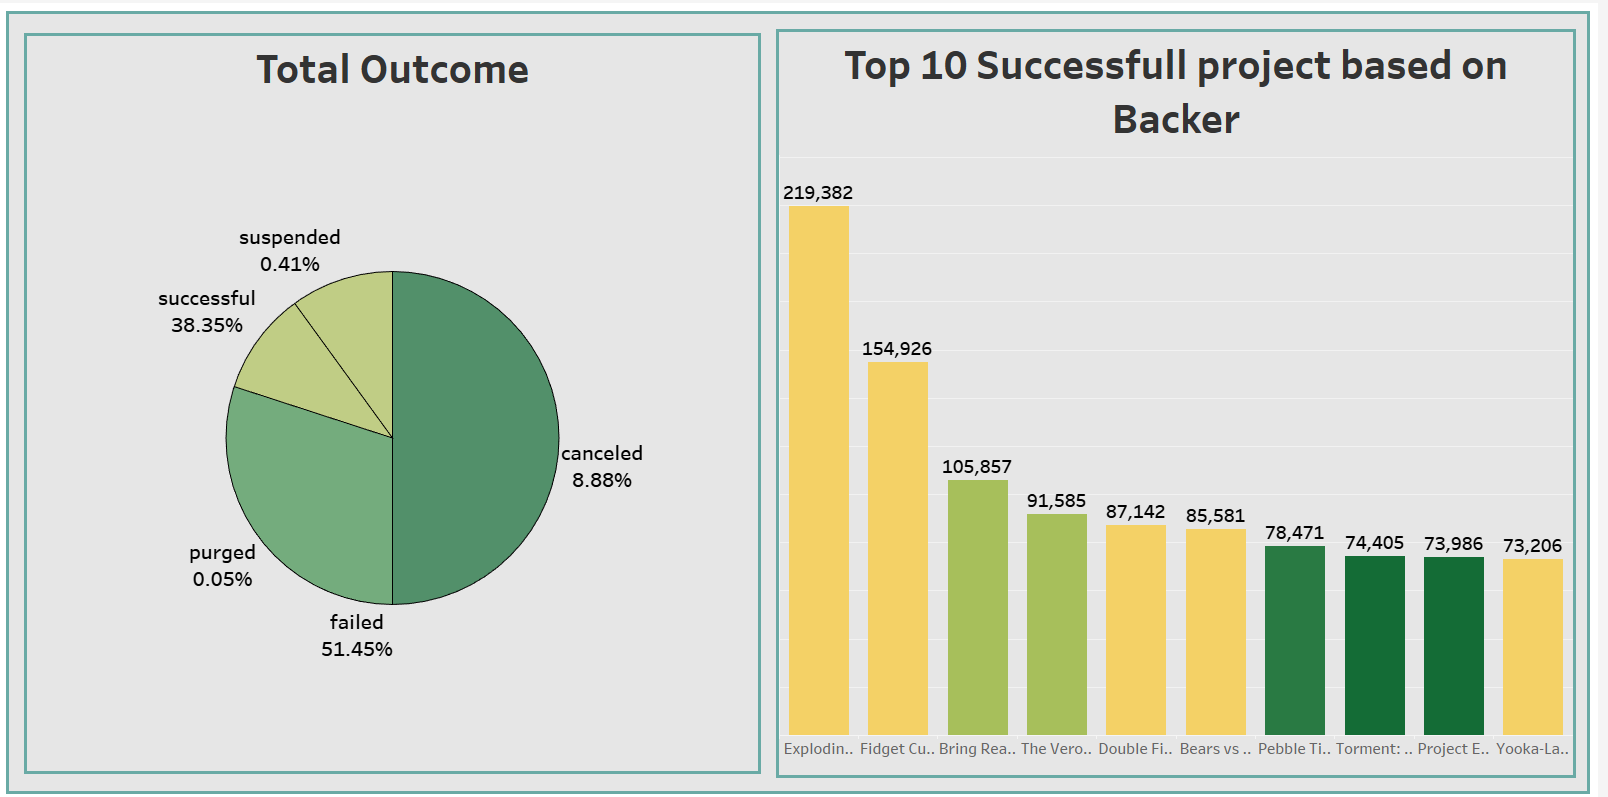 Total Outcome
suspended
0.41%
successful
38.35%
canceled
8.88%
purged
0.05%
failed
51.45%
Top 10 Successfull project based on
Backer
219,382
154,926
105,857
91,585
87,142
85,581
78,471
74,405
73,986
73,206
Explodin.. Fidget Cu.. Bring Rea.. The Vero.. Double Fi.. Bears vs .. Pebble Ti.. Torment: .. Project E.. Yooka-La..